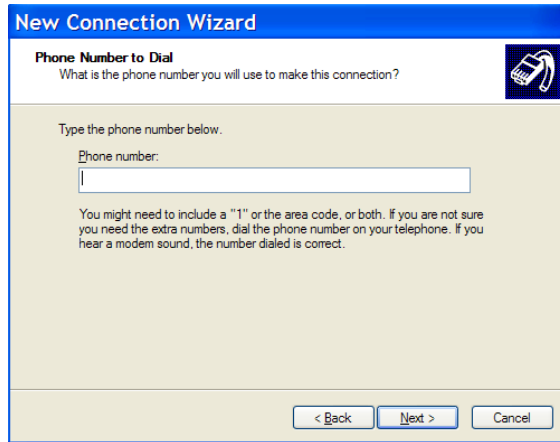 New Connection Wizard
Phone Number to Dial
What is the phone number you will use to make this connection?
Type the phone number below.
Phone number:
You might need to include a "1" or the area code, or both. If you are not sure
you need the extra numbers, dial the phone number on your telephone. If you
hear a modem sound, the number dialed is correct.
< Back Next > Cancel